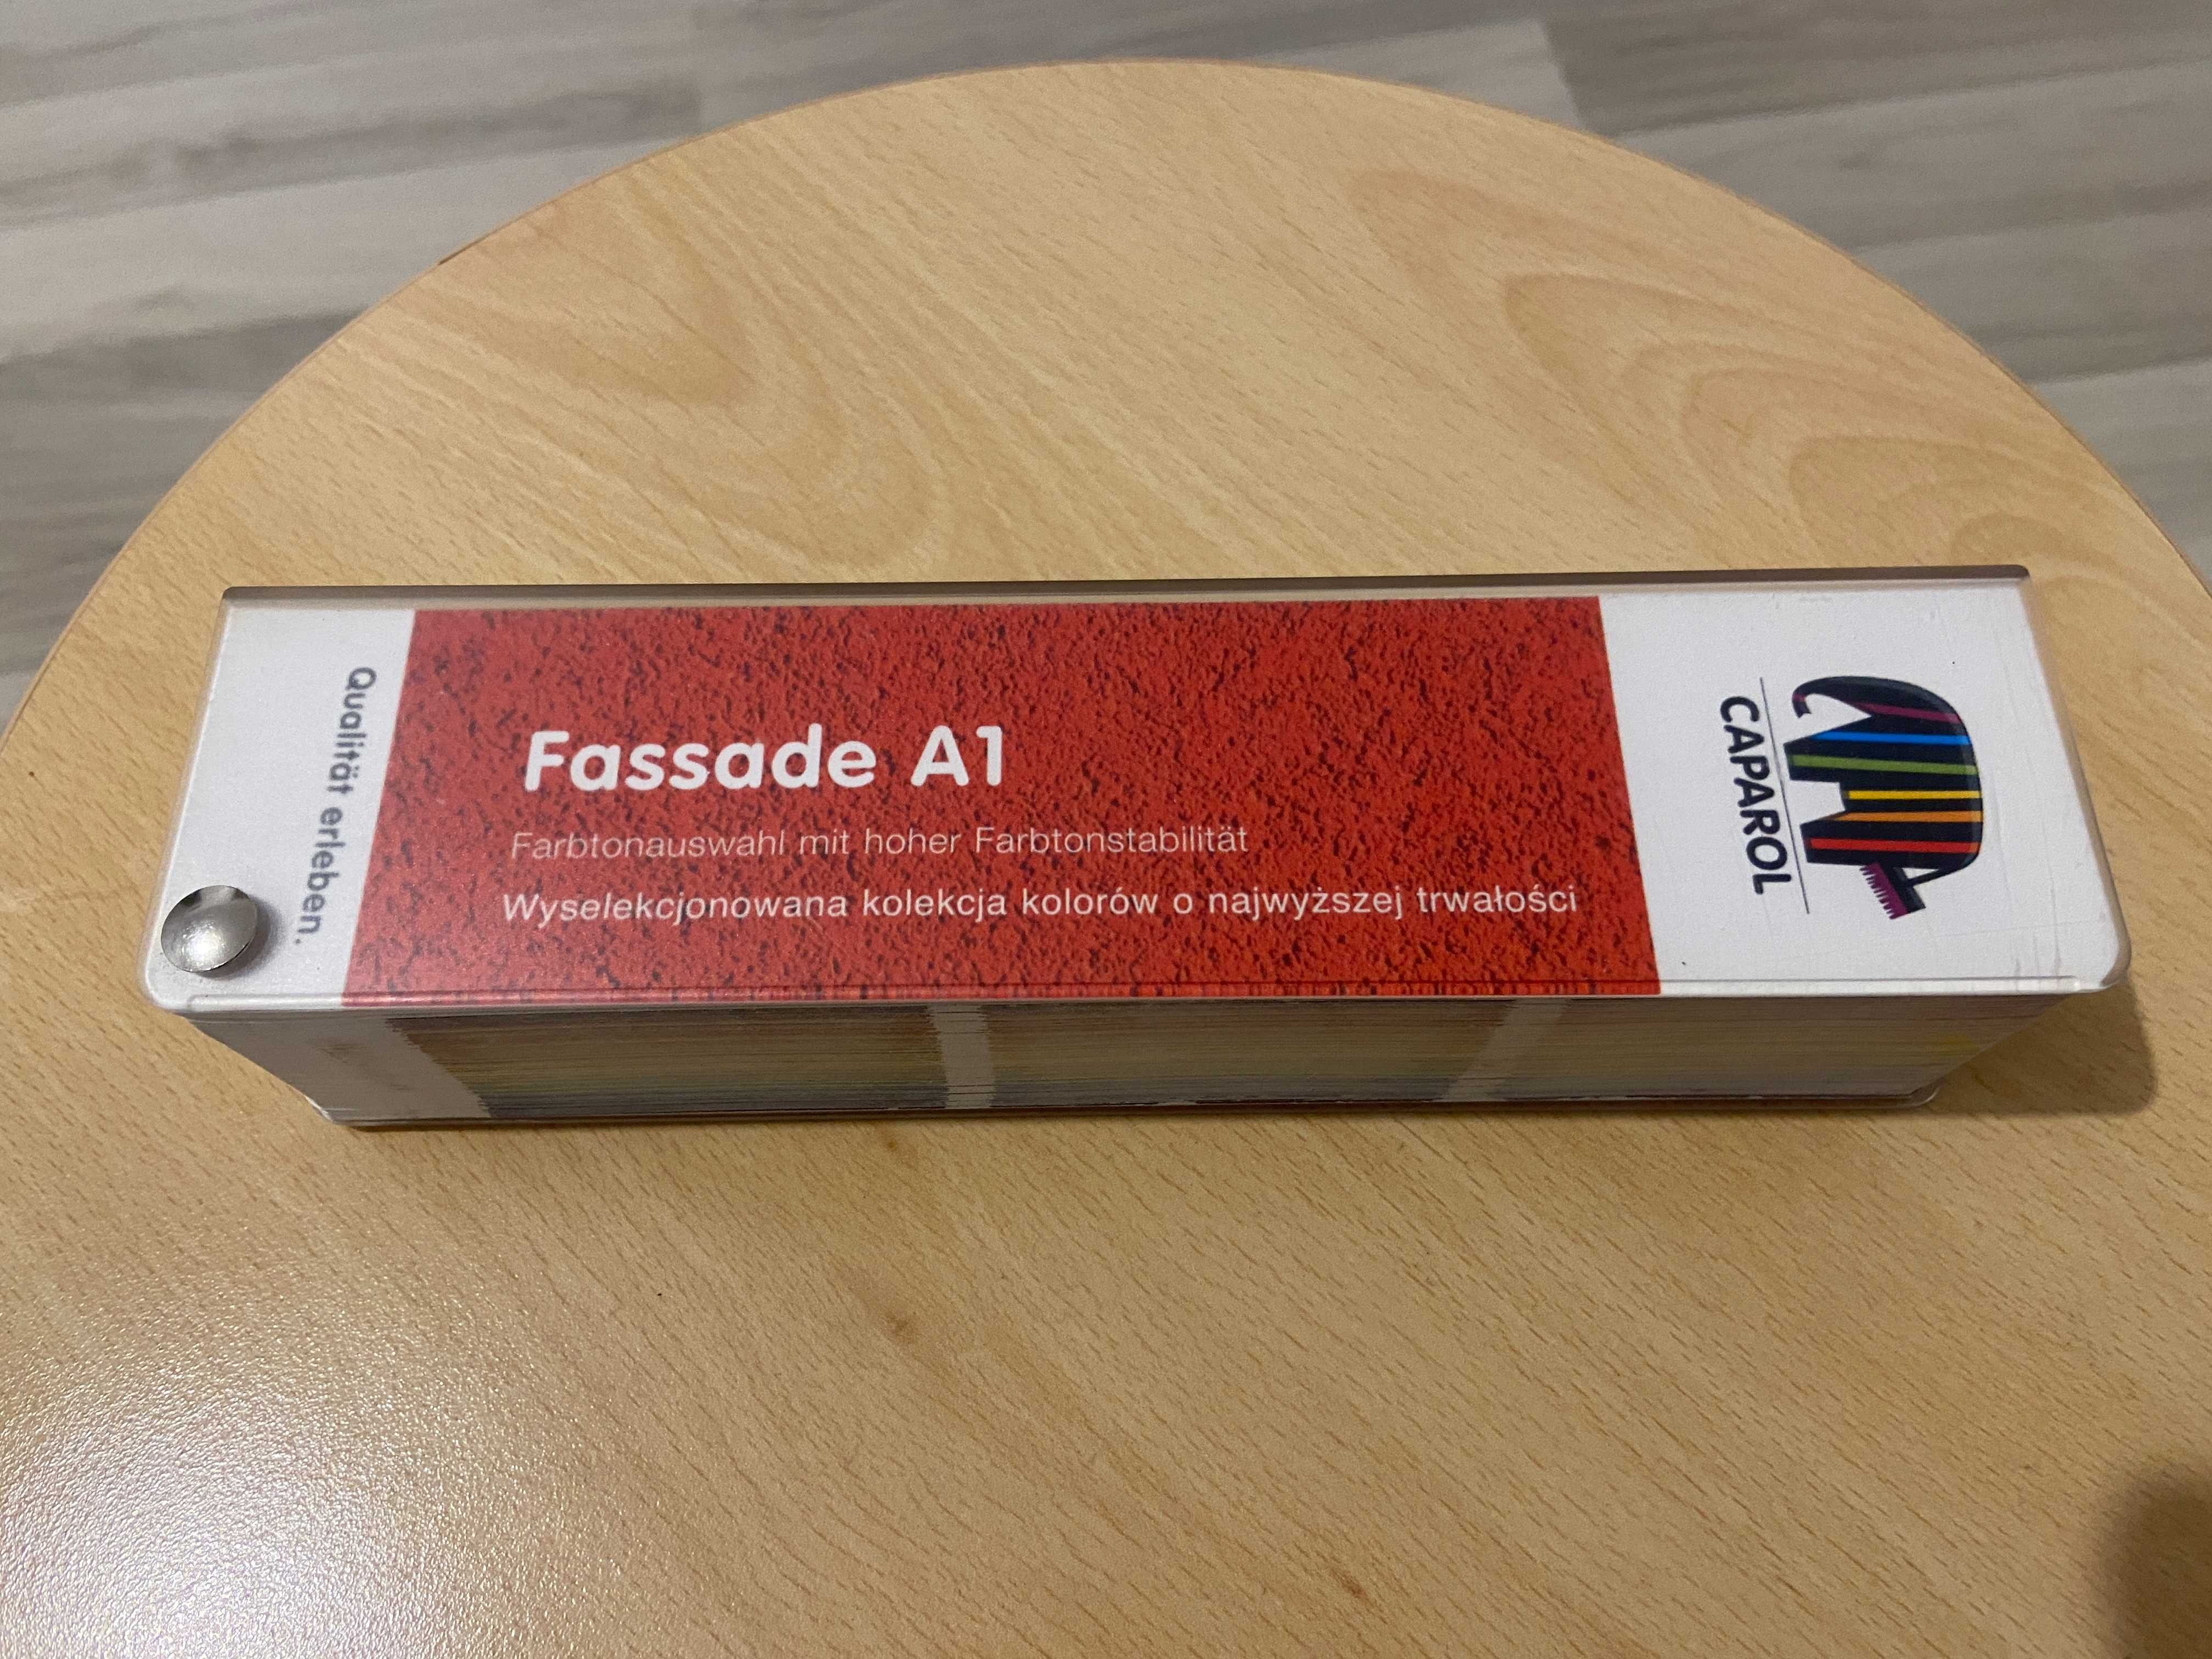 Qualität erleben.
Fassade A1
Farbtonauswahl mit hoher Farbtonstabilität
Wyselekcjonowana kolekcja kolorów o najwyższej trwałości
CAPAROL